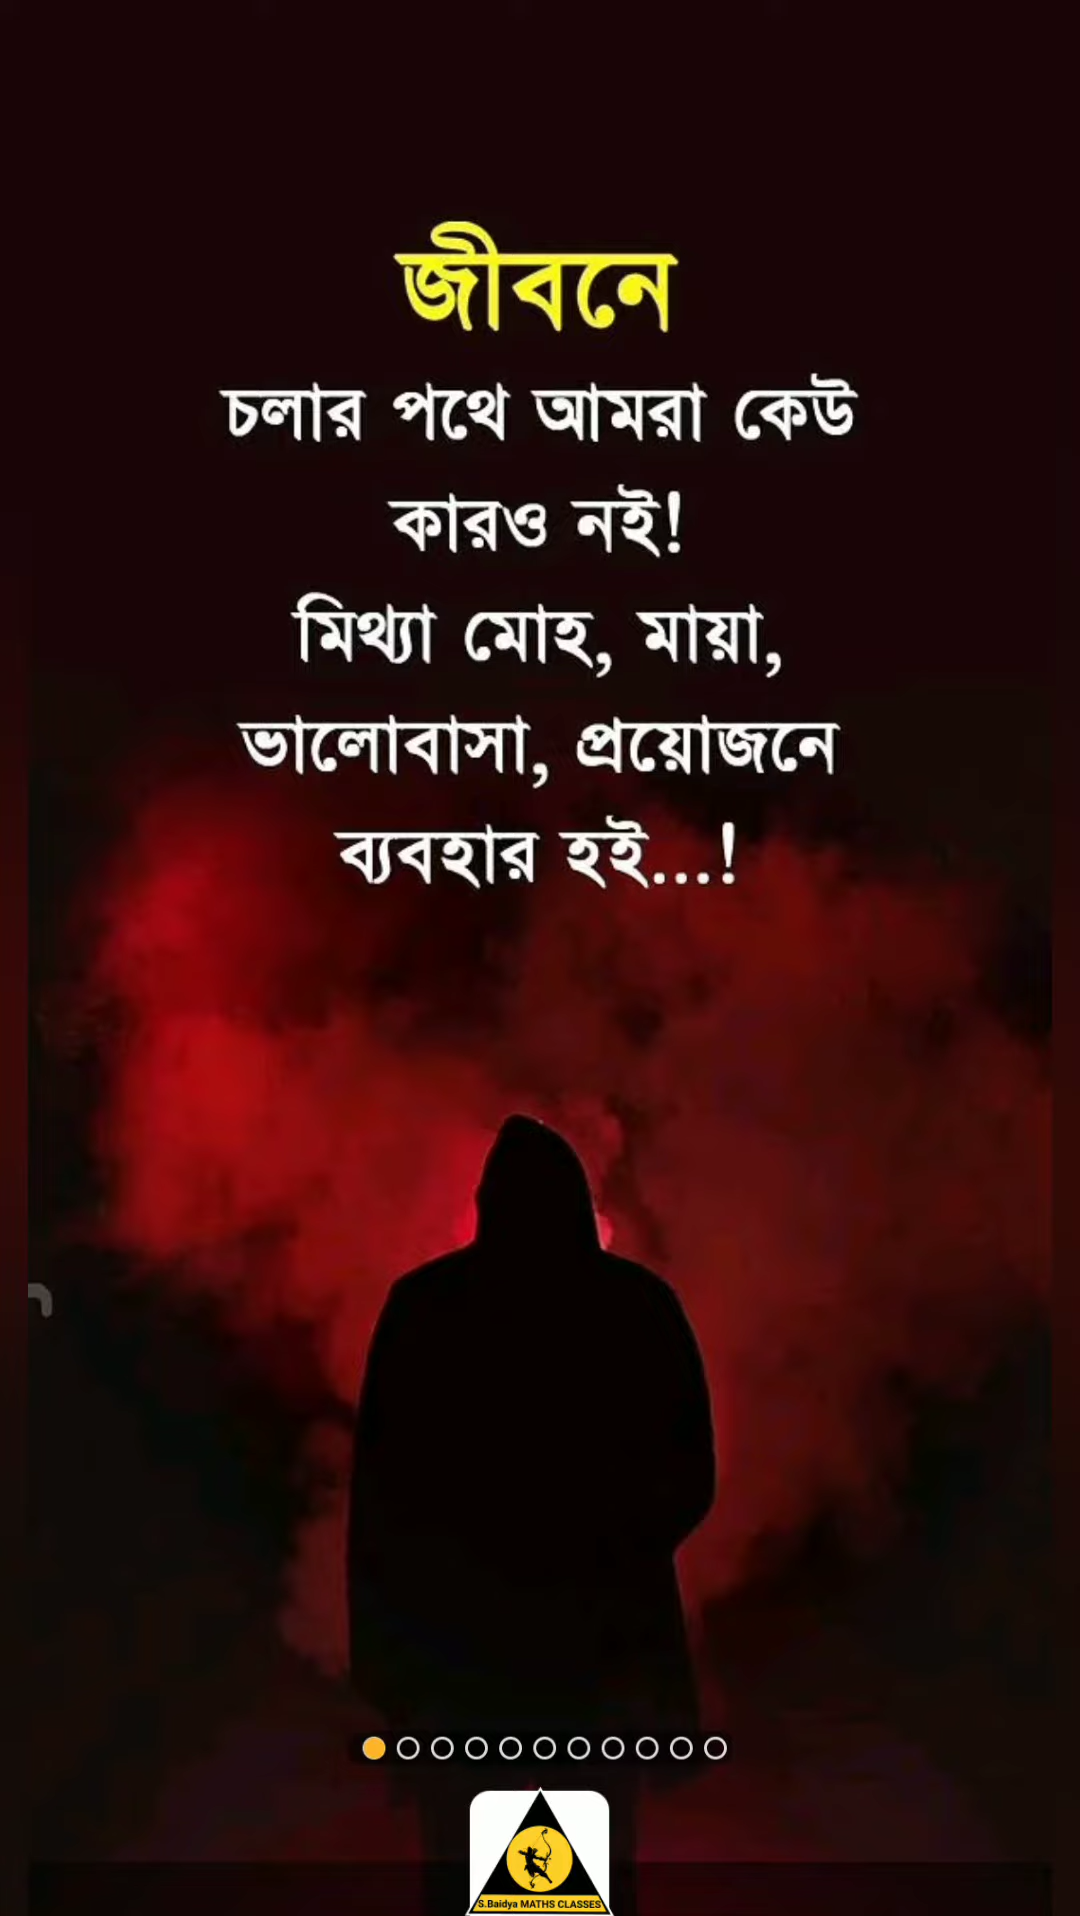 জীবনে
চলার পথে আমরা কেউ
কারও নই!
মিথ্যা মোহ, মায়া,
ভালোবাসা, প্রয়োজনে
ব্যবহার হই...!
S.Baidya MATHS CLASSES